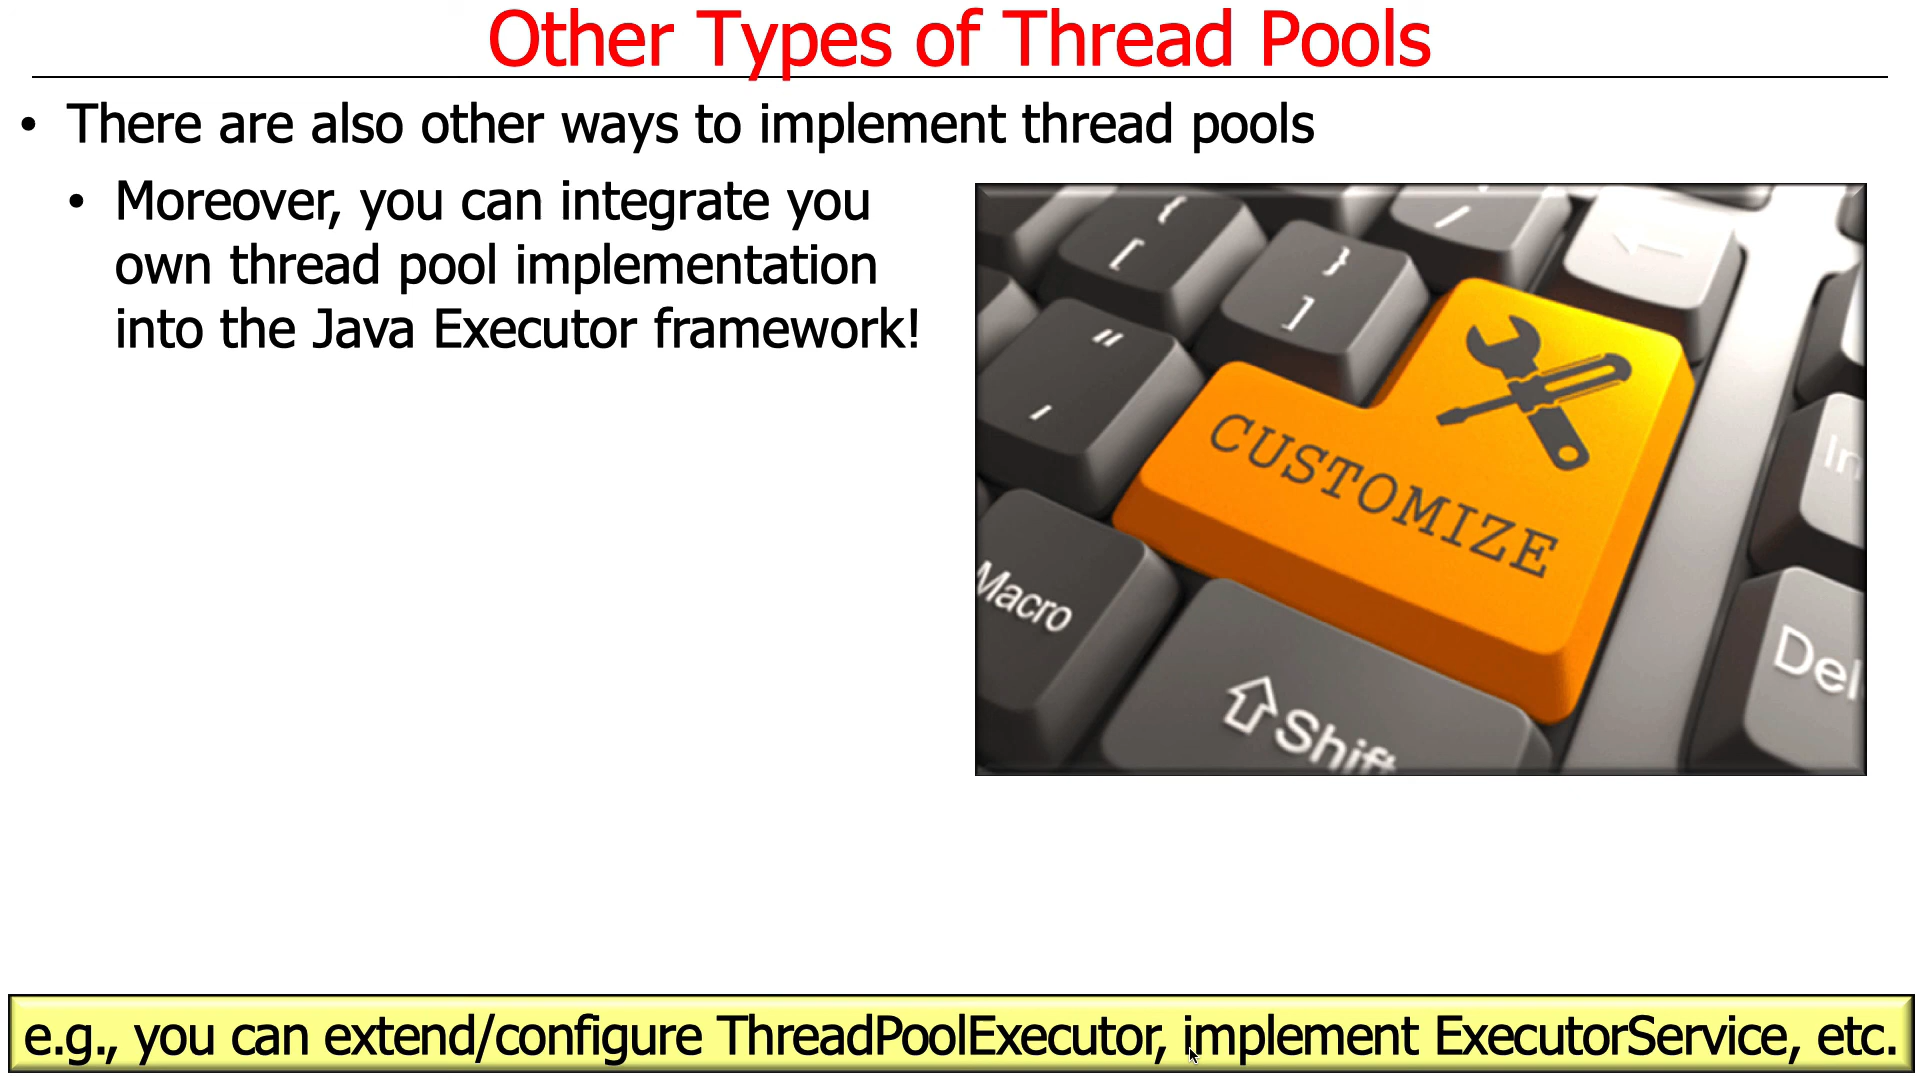 Other Types of Thread Pools
• There are also other ways to implement thread pools
• Moreover, you can integrate you
own thread pool implementation
into the Java Executor framework!
{
[
}
]
"
'
CUSTOMIZE
Macro
Shift
In
Del
e.g., you can extend/configure ThreadPoolExecutor, implement ExecutorService, etc.